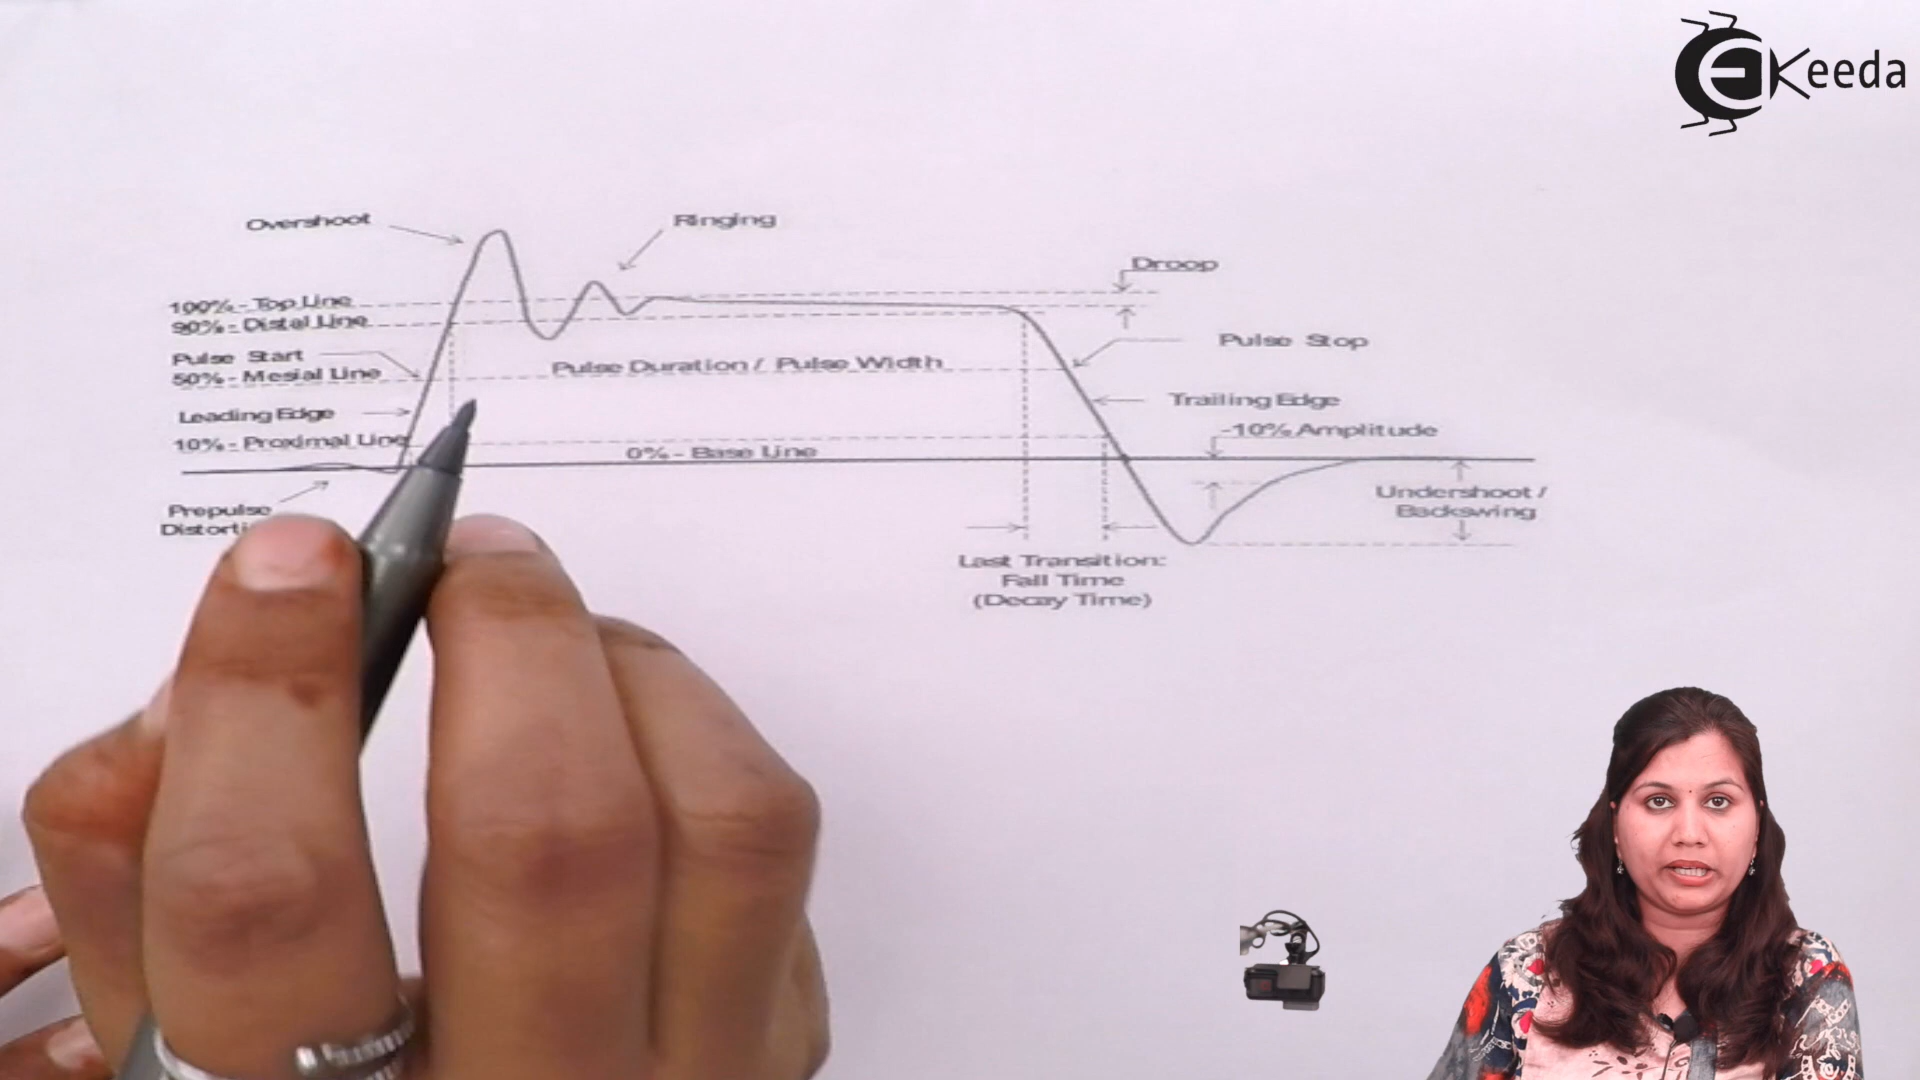 Keeda
Overshoot
Ringing
Droop
100% - Top Line
90% - Distal Line
Pulse Start
50% - Mesial Line
Pulse Duration / Pulse Width
Pulse Stop
Leading Edge
Trailing Edge
10% - Proximal Line
-10% Amplitude
0% - Base Line
Prepulse
Undershoot /
Backswing
Last Transition:
Fall Time
(Decay Time)